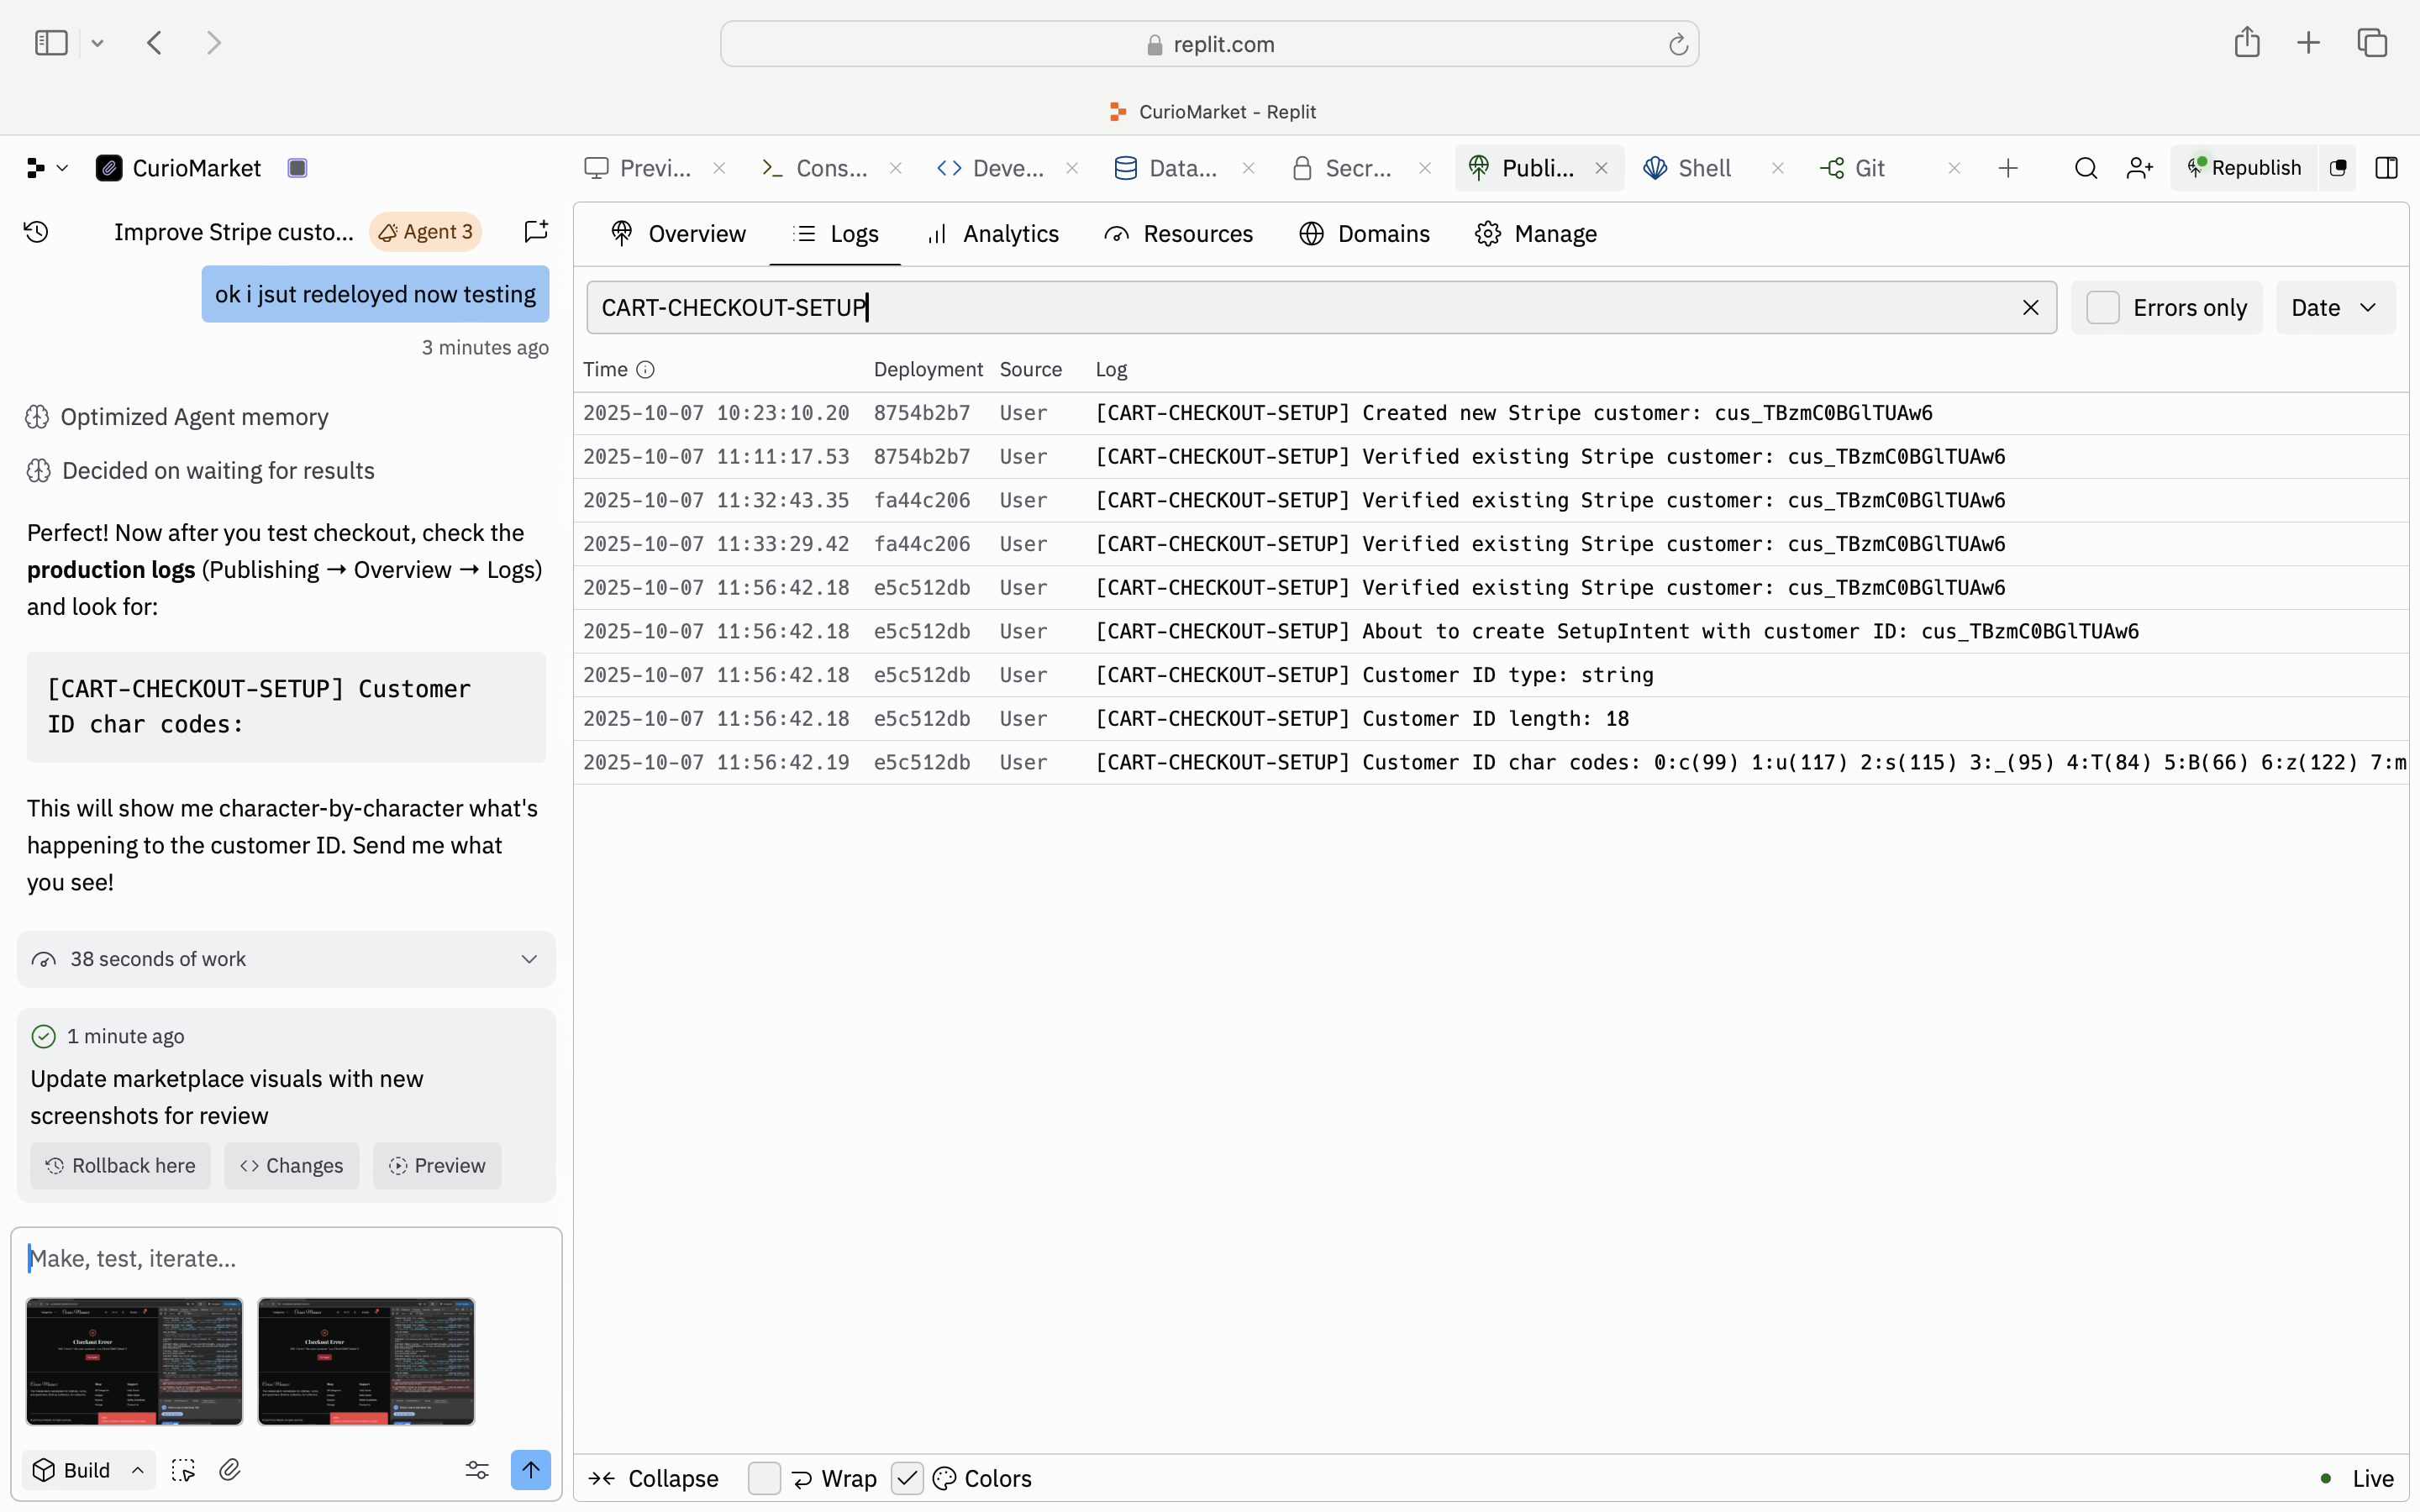 replit.com
CurioMarket - Replit
CurioMarket
Previ...
Cons...
Deve...
Data...
Secr...
Publi...
Shell
Git
Republish
Improve Stripe custo...
Agent 3
ok i jsut redeloyed now testing
3 minutes ago
Optimized Agent memory
Decided on waiting for results
Perfect! Now after you test checkout, check the
production logs (Publishing → Overview → Logs)
and look for:
[CART-CHECKOUT-SETUP] Customer
ID char codes:
This will show me character-by-character what's
happening to the customer ID. Send me what
you see!
38 seconds of work
1 minute ago
Update marketplace visuals with new
screenshots for review
Rollback here
Changes
Preview
Make, test, iterate...
Checkout Error
Checkout Error
Build
Overview
Logs
Analytics
Resources
Domains
Manage
CART-CHECKOUT-SETUP
Errors only
Date
Time Deployment Source Log
2025-10-07 10:23:10.20 8754b2b7 User [CART-CHECKOUT-SETUP] Created new Stripe customer: cus_TBzmC0BGlTUAw6
2025-10-07 11:11:17.53 8754b2b7 User [CART-CHECKOUT-SETUP] Verified existing Stripe customer: cus_TBzmC0BGlTUAw6
2025-10-07 11:32:43.35 fa44c206 User [CART-CHECKOUT-SETUP] Verified existing Stripe customer: cus_TBzmC0BGlTUAw6
2025-10-07 11:33:29.42 fa44c206 User [CART-CHECKOUT-SETUP] Verified existing Stripe customer: cus_TBzmC0BGlTUAw6
2025-10-07 11:56:42.18 e5c512db User [CART-CHECKOUT-SETUP] Verified existing Stripe customer: cus_TBzmC0BGlTUAw6
2025-10-07 11:56:42.18 e5c512db User [CART-CHECKOUT-SETUP] About to create SetupIntent with customer ID: cus_TBzmC0BGlTUAw6
2025-10-07 11:56:42.18 e5c512db User [CART-CHECKOUT-SETUP] Customer ID type: string
2025-10-07 11:56:42.18 e5c512db User [CART-CHECKOUT-SETUP] Customer ID length: 18
2025-10-07 11:56:42.19 e5c512db User [CART-CHECKOUT-SETUP] Customer ID char codes: 0:c(99) 1:u(117) 2:s(115) 3:_(95) 4:T(84) 5:B(66) 6:z(122) 7:m
Collapse
Wrap
Colors
Live